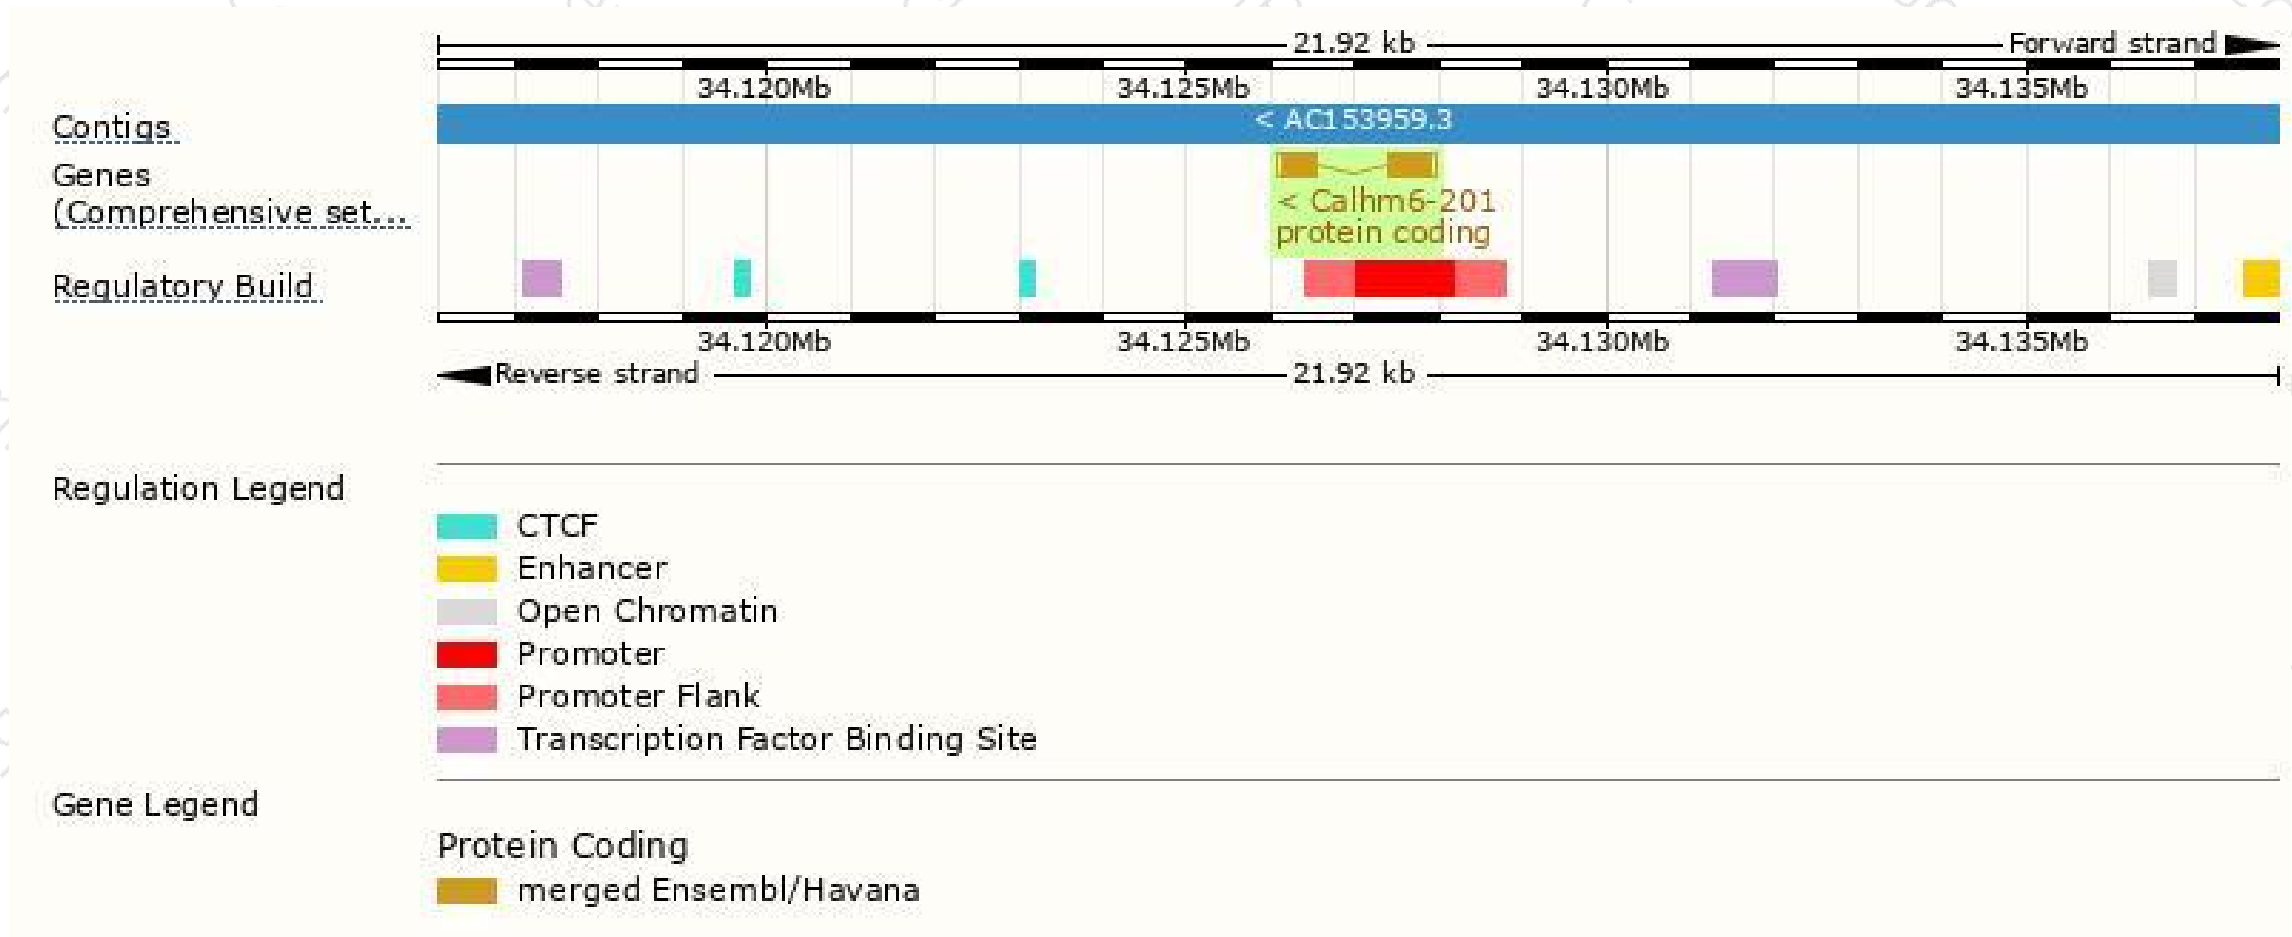 21.92 kb Forward strand
34.120Mb 34.125Mb 34.130Mb 34.135Mb
Contigs < AC153959.3
Genes
(Comprehensive set...
< Calhm6-201
protein coding
Regulatory Build
34.120Mb 34.125Mb 34.130Mb 34.135Mb
Reverse strand 21.92 kb
Regulation Legend
CTCF
Enhancer
Open Chromatin
Promoter
Promoter Flank
Transcription Factor Binding Site
Gene Legend
Protein Coding
merged Ensembl/Havana